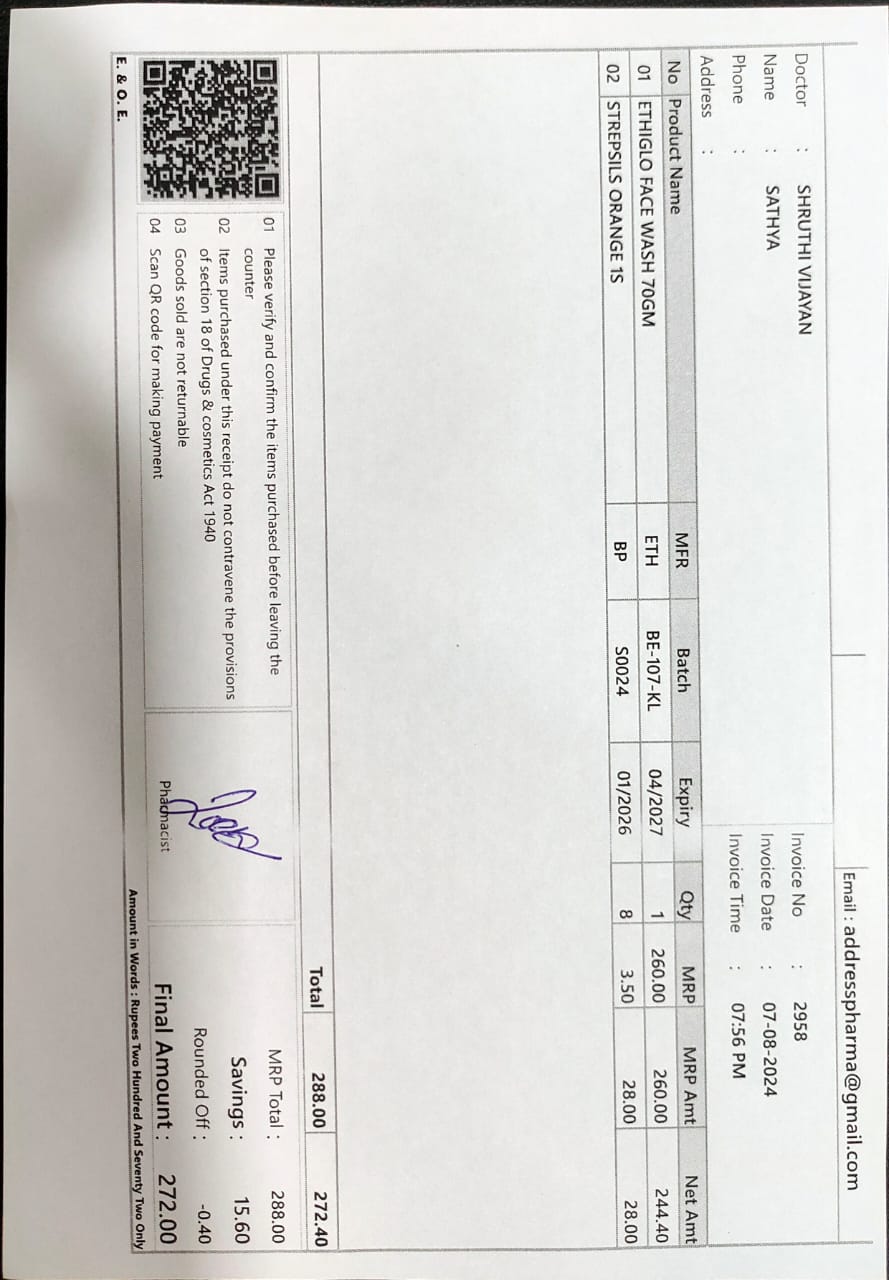 Email : addresspharma@gmail.com
Doctor : SHRUTHI VIJAYAN
Name : SATHYA
Phone :
Address :
Invoice No : 2958
Invoice Date : 07-08-2024
Invoice Time : 07:56 PM
No Product Name MFR Batch Expiry Qty MRP MRP Amt Net Amt
01 ETHIGLO FACE WASH 70GM ETH BE-107-KL 04/2027 1 260.00 260.00 244.40
02 STREPSILS ORANGE 1S BP S0024 01/2026 8 3.50 28.00 28.00
Total 288.00 272.40
01 Please verify and confirm the items purchased before leaving the
counter
02 Items purchased under this receipt do not contravene the provisions
of section 18 of Drugs & cosmetics Act 1940
03 Goods sold are not returnable
04 Scan QR code for making payment
Pharmacist
MRP Total : 288.00
Savings : 15.60
Rounded Off : -0.40
Final Amount : 272.00
E. & O. E.
Amount in Words : Rupees Two Hundred And Seventy Two Only